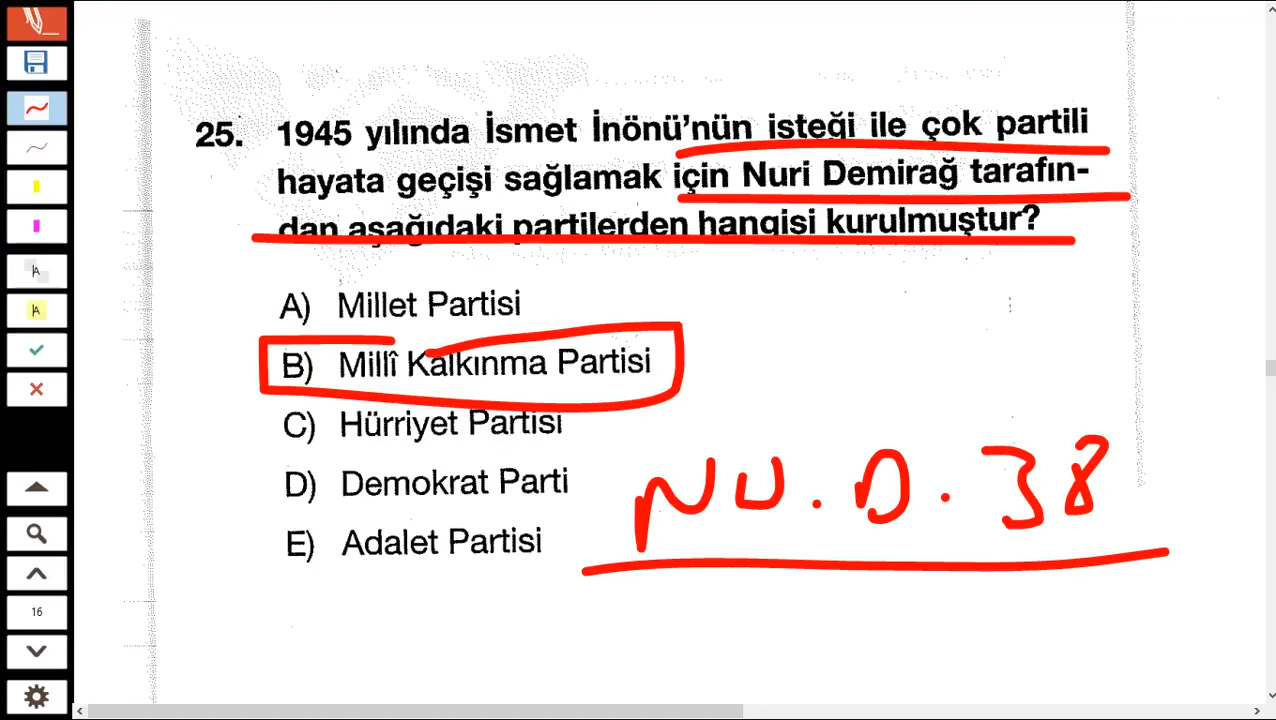 25. 1945 yılında İsmet İnönü'nün isteği ile çok partili
hayata geçişi sağlamak için Nuri Demirağ tarafın-
dan aşağıdaki partilerden hangisi kurulmuştur?
A) Millet Partisi
B) Millî Kalkınma Partisi
C) Hürriyet Partisi
D) Demokrat Parti
E) Adalet Partisi
NU.D.38
A
A
16